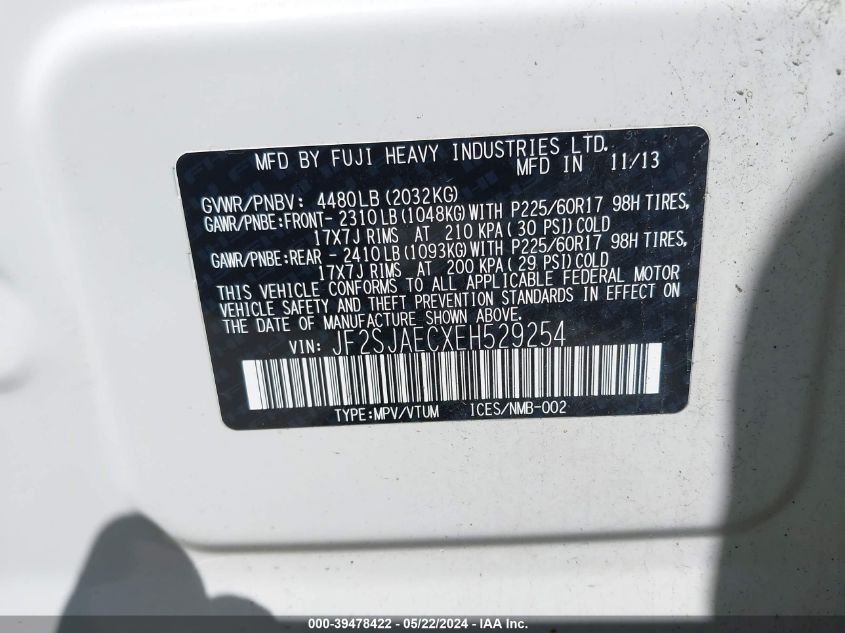 MFD BY FUJI HEAVY INDUSTRIES LTD.
MFD IN 11/13
GVWR/PNBV: 4480LB(2032KG)
GAWR/PNBE:FRONT- 2310LB(1048KG)WITH P225/60R17 98H TIRES,
17X7J RIMS AT 210 KPA(30 PSI)COLD
GAWR/PNBE:REAR - 2410LB(1093KG)WITH P225/60R17 98H TIRES,
17X7J RIMS AT 200 KPA(29 PSI)COLD
THIS VEHICLE CONFORMS TO ALL APPLICABLE FEDERAL MOTOR
VEHICLE SAFETY AND THEFT PREVENTION STANDARDS IN EFFECT ON
THE DATE OF MANUFACTURE SHOWN ABOVE.
VIN: JF2SJAECXEH529254
TYPE:MPV/VTUM ICES/NMB-002
000-39478422 - 05/22/2024 - IAA Inc.